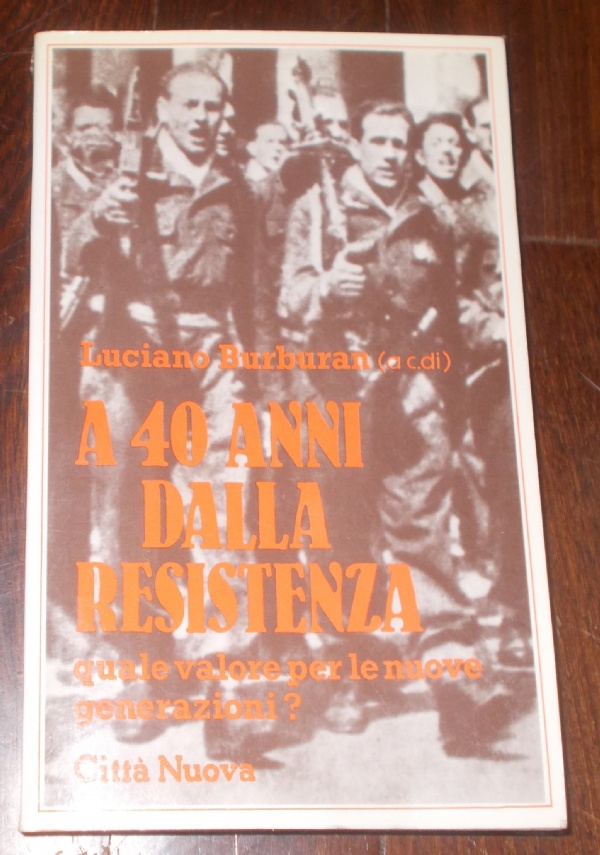 Luciano Burburan (a c.di)
A 40 ANNI
DALLA
RESISTENZA
quale valore per le nuove
generazioni?
Città Nuova